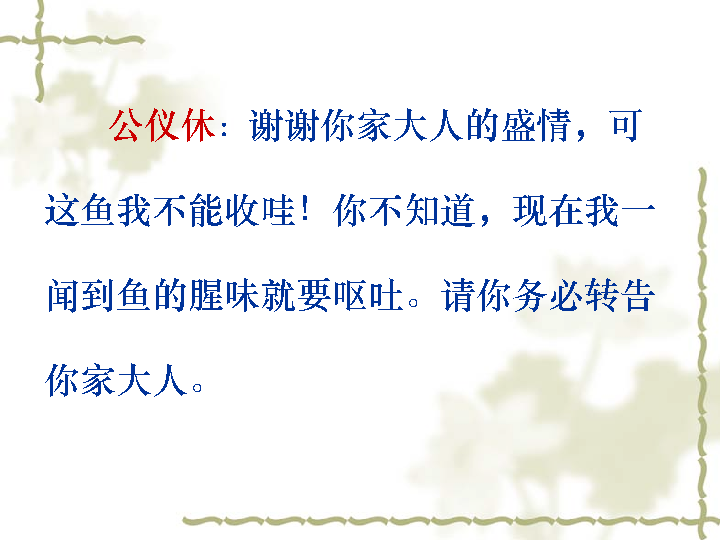 公仪休：谢谢你家大人的盛情，可
这鱼我不能收哇！你不知道，现在我一
闻到鱼的腥味就要呕吐。请你务必转告
你家大人。